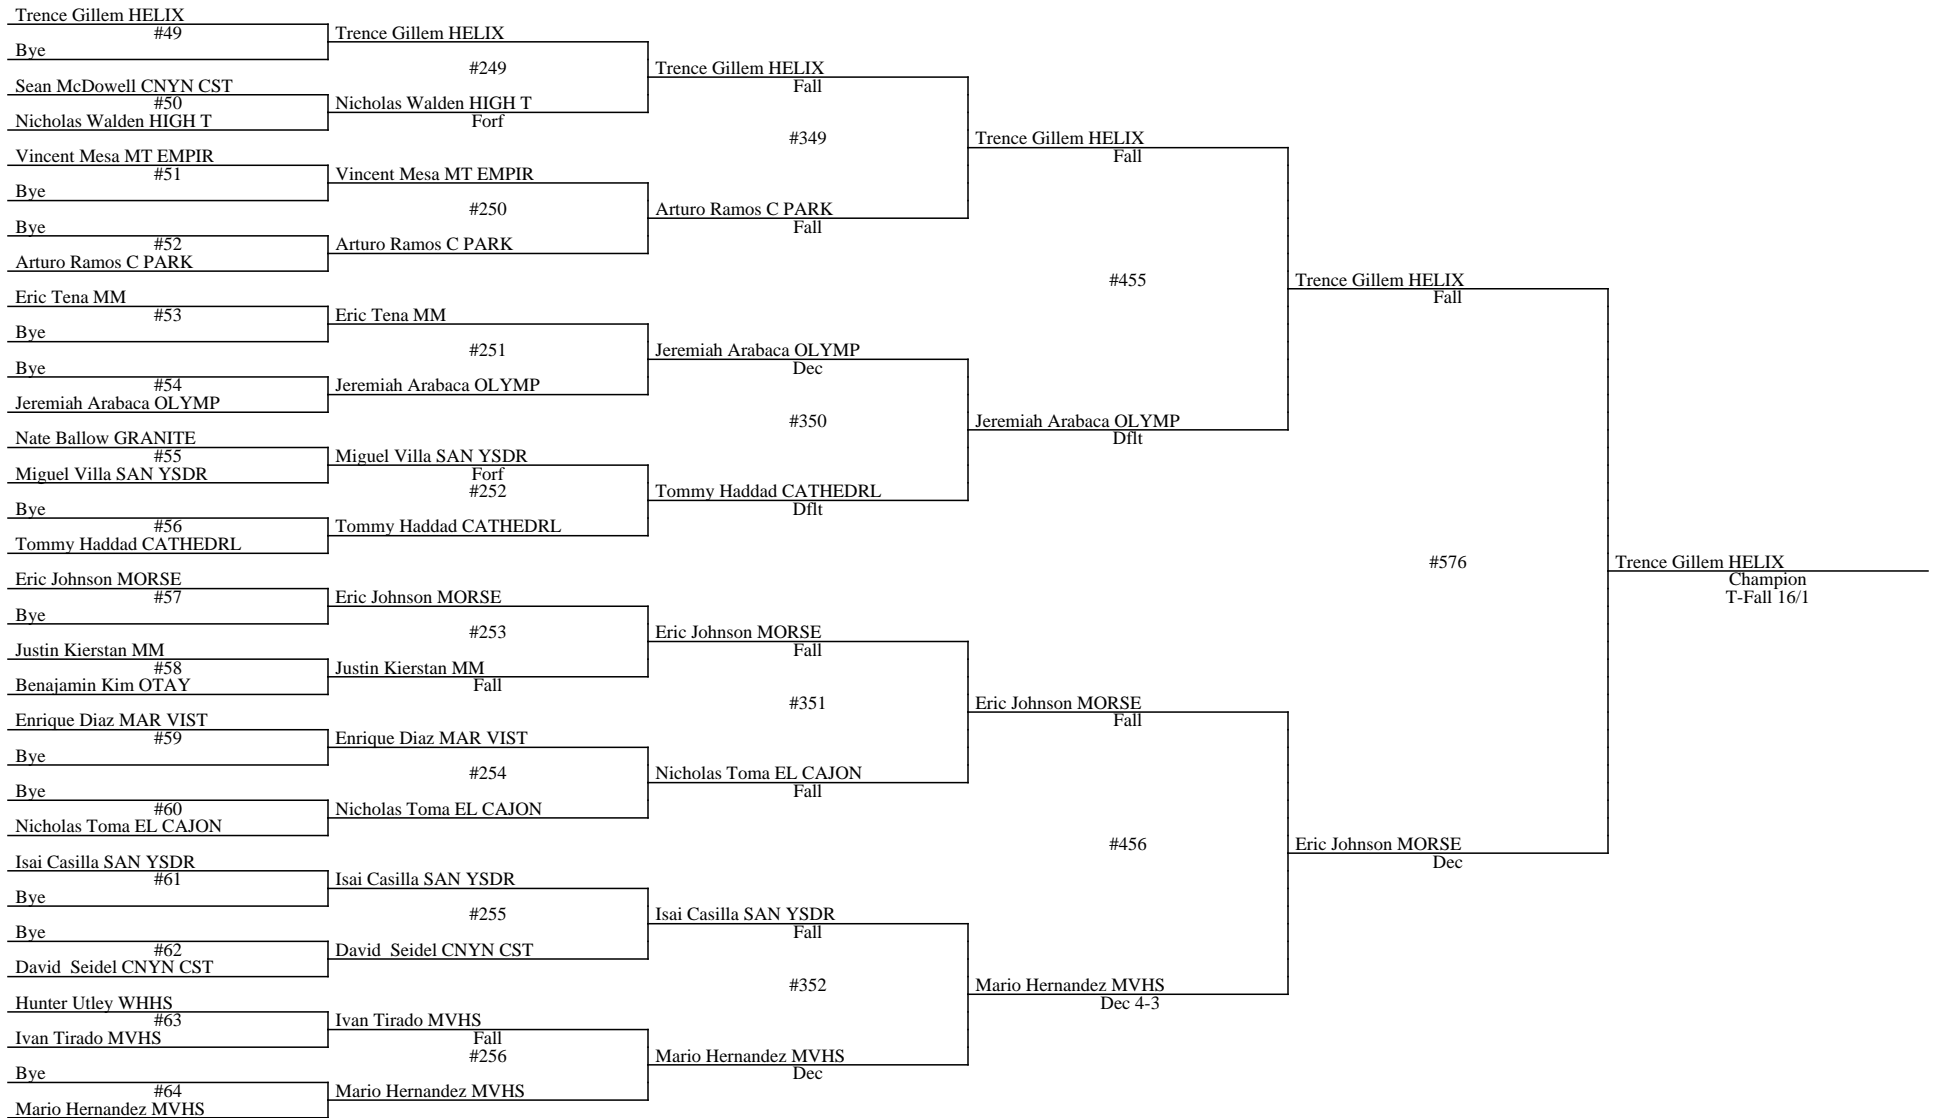 Trence Gillem HELIX
#49
Bye
Sean McDowell CNYN CST
#50
Nicholas Walden HIGH T
Vincent Mesa MT EMPIR
#51
Bye
Bye
#52
Arturo Ramos C PARK
Eric Tena MM
#53
Bye
Bye
#54
Jeremiah Arabaca OLYMP
Nate Ballow GRANITE
#55
Miguel Villa SAN YSDR
Bye
#56
Tommy Haddad CATHEDRL
Eric Johnson MORSE
#57
Bye
Justin Kierstan MM
#58
Benajamin Kim OTAY
Enrique Diaz MAR VIST
#59
Bye
Bye
#60
Nicholas Toma EL CAJON
Isai Casilla SAN YSDR
#61
Bye
Bye
#62
David  Seidel CNYN CST
Hunter Utley WHHS
#63
Ivan Tirado MVHS
Bye
#64
Mario Hernandez MVHS
Trence Gillem HELIX
#249
Nicholas Walden HIGH T
Forf
Vincent Mesa MT EMPIR
#250
Arturo Ramos C PARK
Eric Tena MM
#251
Jeremiah Arabaca OLYMP
Miguel Villa SAN YSDR
Forf
#252
Tommy Haddad CATHEDRL
Eric Johnson MORSE
#253
Justin Kierstan MM
Fall
Enrique Diaz MAR VIST
#254
Nicholas Toma EL CAJON
Isai Casilla SAN YSDR
#255
David  Seidel CNYN CST
Ivan Tirado MVHS
Fall
#256
Mario Hernandez MVHS
Trence Gillem HELIX
Fall
#349
Arturo Ramos C PARK
Fall
Jeremiah Arabaca OLYMP
Dec
#350
Tommy Haddad CATHEDRL
Dflt
Eric Johnson MORSE
Fall
#351
Nicholas Toma EL CAJON
Fall
Isai Casilla SAN YSDR
Fall
#352
Mario Hernandez MVHS
Dec
Trence Gillem HELIX
Fall
#455
Jeremiah Arabaca OLYMP
Dflt
Eric Johnson MORSE
Fall
#456
Mario Hernandez MVHS
Dec 4-3
Trence Gillem HELIX
Fall
#576
Eric Johnson MORSE
Dec
Trence Gillem HELIX
Champion
T-Fall 16/1